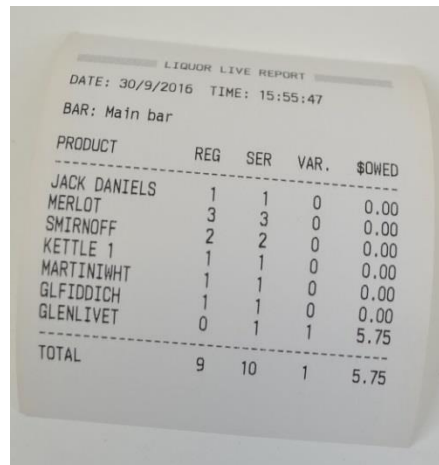 LIQUOR LIVE REPORT
DATE: 30/9/2016 TIME: 15:55:47
BAR: Main bar
PRODUCT REG SER VAR. $OWED
JACK DANIELS 1 1 0 0.00
MERLOT 3 3 0 0.00
SMIRNOFF 2 2 0 0.00
KETTLE 1 1 1 0 0.00
MARTINIWHT 1 1 0 0.00
GLFIDDICH 1 1 0 0.00
GLENLIVET 0 1 1 5.75
TOTAL 9 10 1 5.75